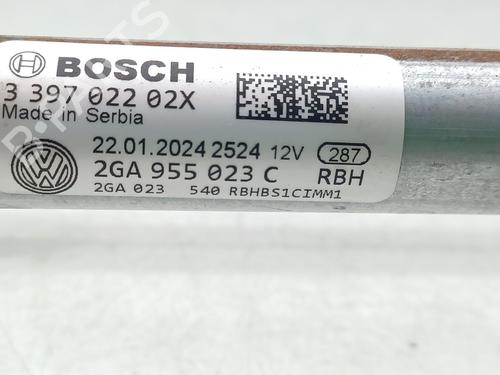 BOSCH
3 397 022 02X
Made in Serbia
22.01.2024 2524 12V 287
2GA 955 023 C RBH
2GA 023 540 RBHBS1CIMM1